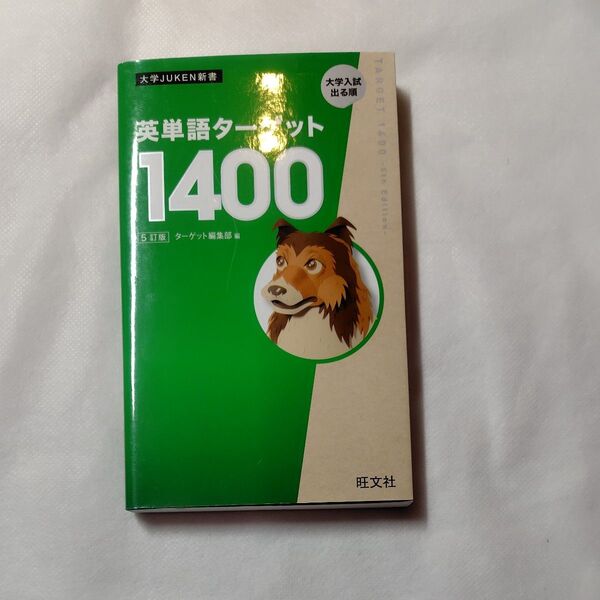 大学JUKEN新書
大学入試
出る順
英単語ターゲット
1400
5訂版 ターゲット編集部 編
TARGET 1400 -5th Edition-
旺文社